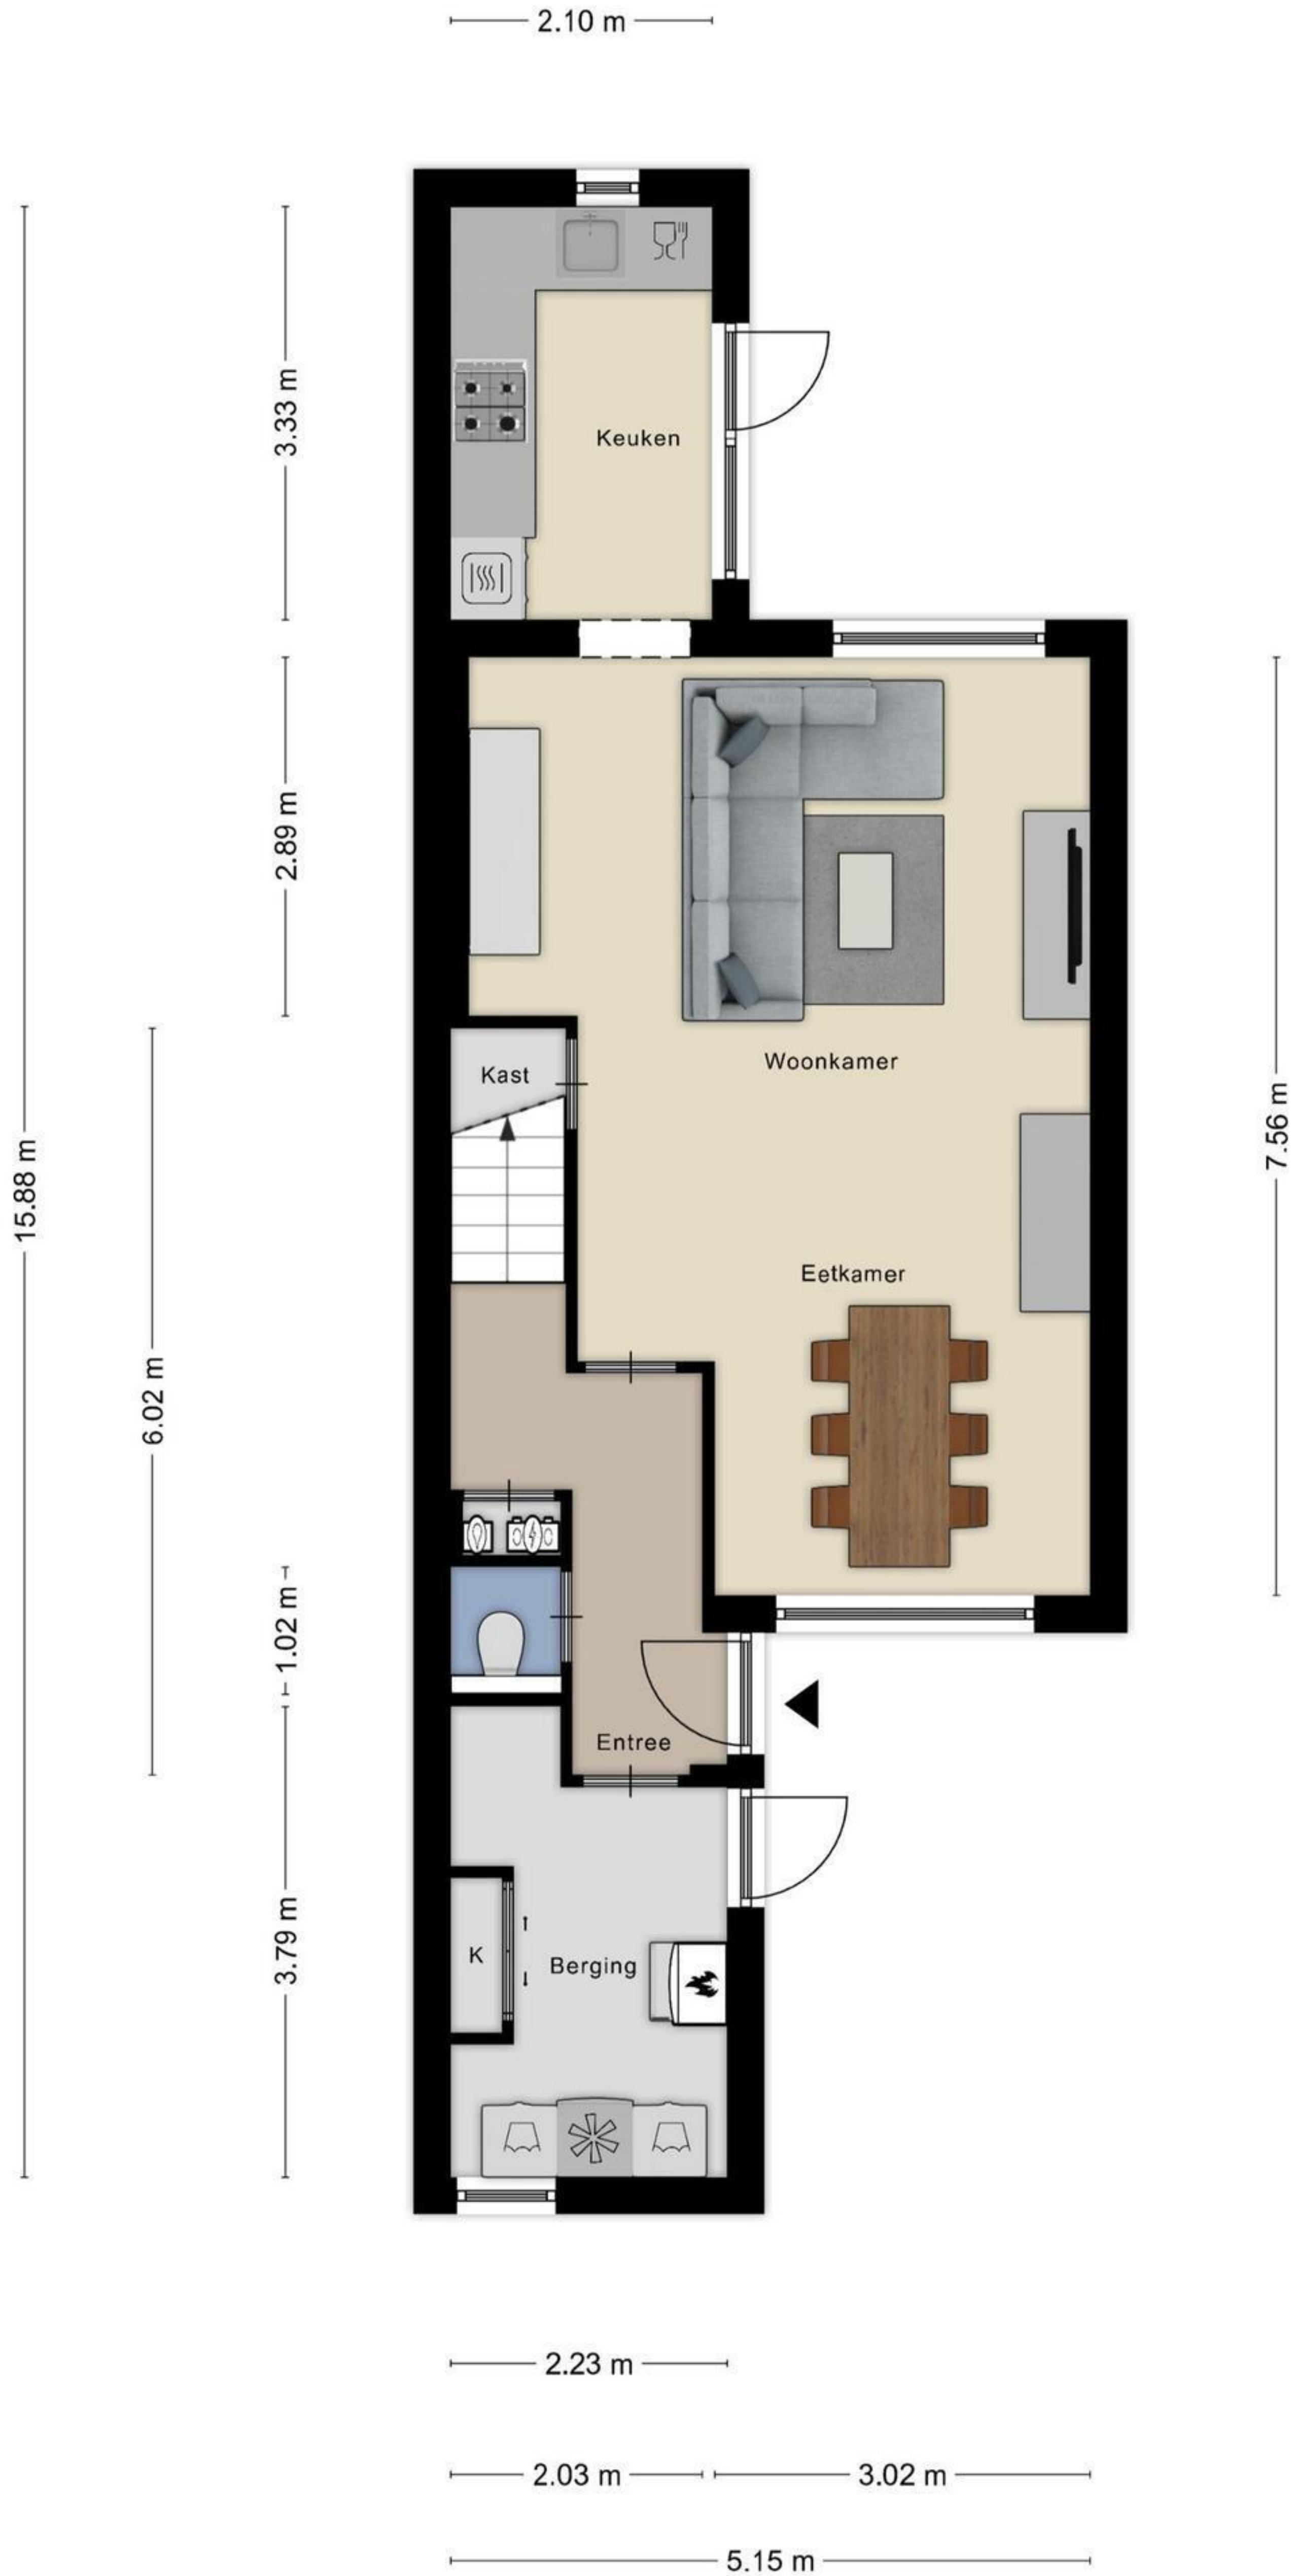 2.10 m
3.33 m
Keuken
2.89 m
Kast
Woonkamer
15.88 m
7.56 m
Eetkamer
6.02 m
1.02 m
Entree
3.79 m
K
Berging
2.23 m
2.03 m
3.02 m
5.15 m